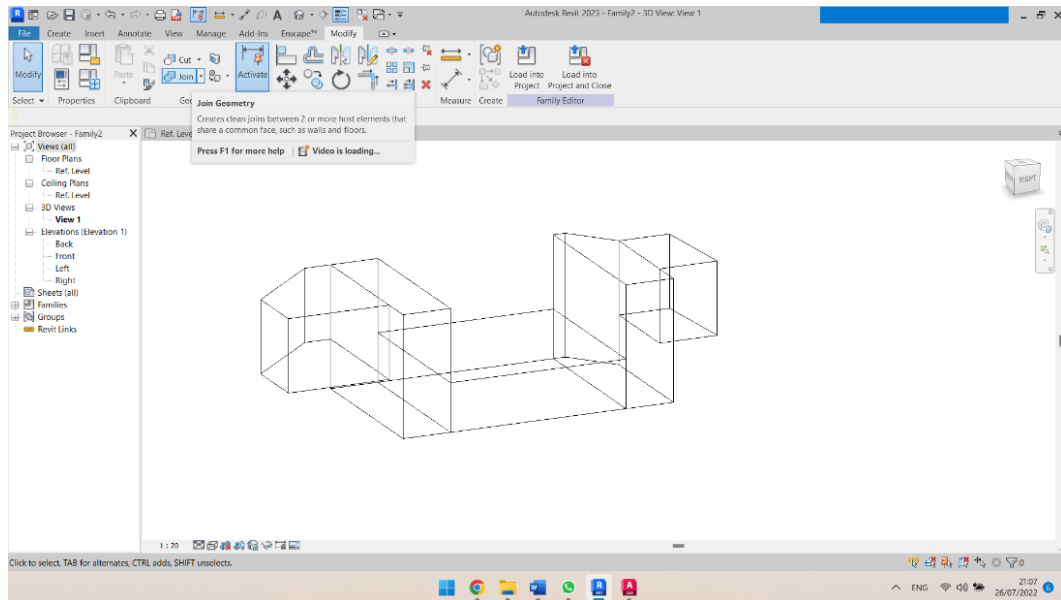 Autodesk Revit 2023 - Family2 - 3D View: View 1
File Create Insert Annotate View Manage Add-Ins Enscape™ Modify
Modify
Paste
Cut
Join
Activate
Load into Project
Load into Project and Close
Select Properties Clipboard Measure Create Family Editor
Join Geometry
Creates clean joins between 2 or more host elements that
share a common face, such as walls and floors.
Press F1 for more help Video is loading...
Project Browser - Family2
Views (all)
Floor Plans
Ref. Level
Ceiling Plans
Ref. Level
3D Views
View 1
Elevations (Elevation 1)
Back
Front
Left
Right
Sheets (all)
Families
Groups
Revit Links
RIGHT
1 : 20
Click to select, TAB for alternates, CTRL adds, SHIFT unselects.
:0
ENG
21:07
26/07/2022
6